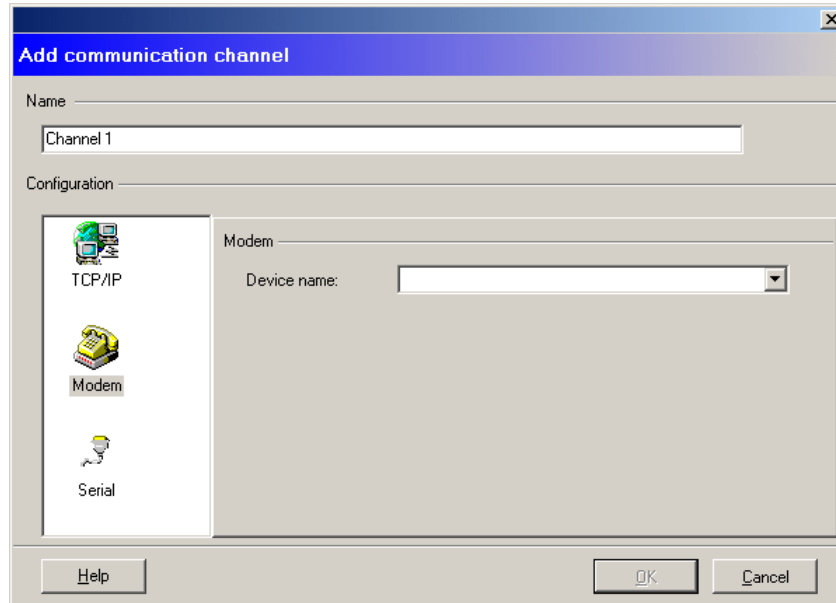 Add communication channel
Name
Channel 1
Configuration
TCP/IP
Modem
Serial
Modem
Device name:
Help
OK
Cancel